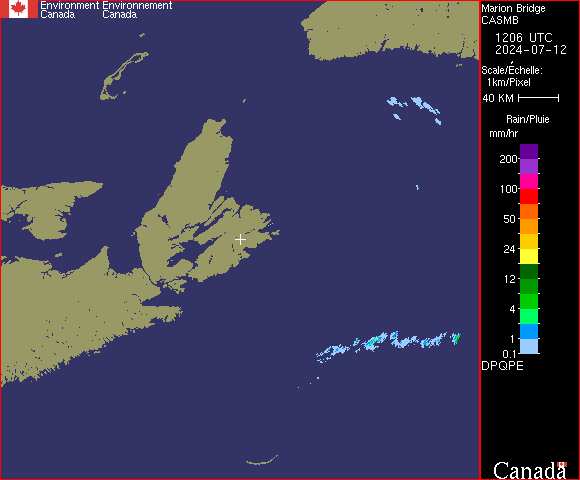 Environment Environnement
Canada Canada
Marion Bridge
CASMB
1206 UTC
2024-07-12
Scale/Échelle:
1km/Pixel
40 KM
Rain/Pluie
mm/hr
200
100
50
24
12
4
1
0.1
DPQPE
Canada